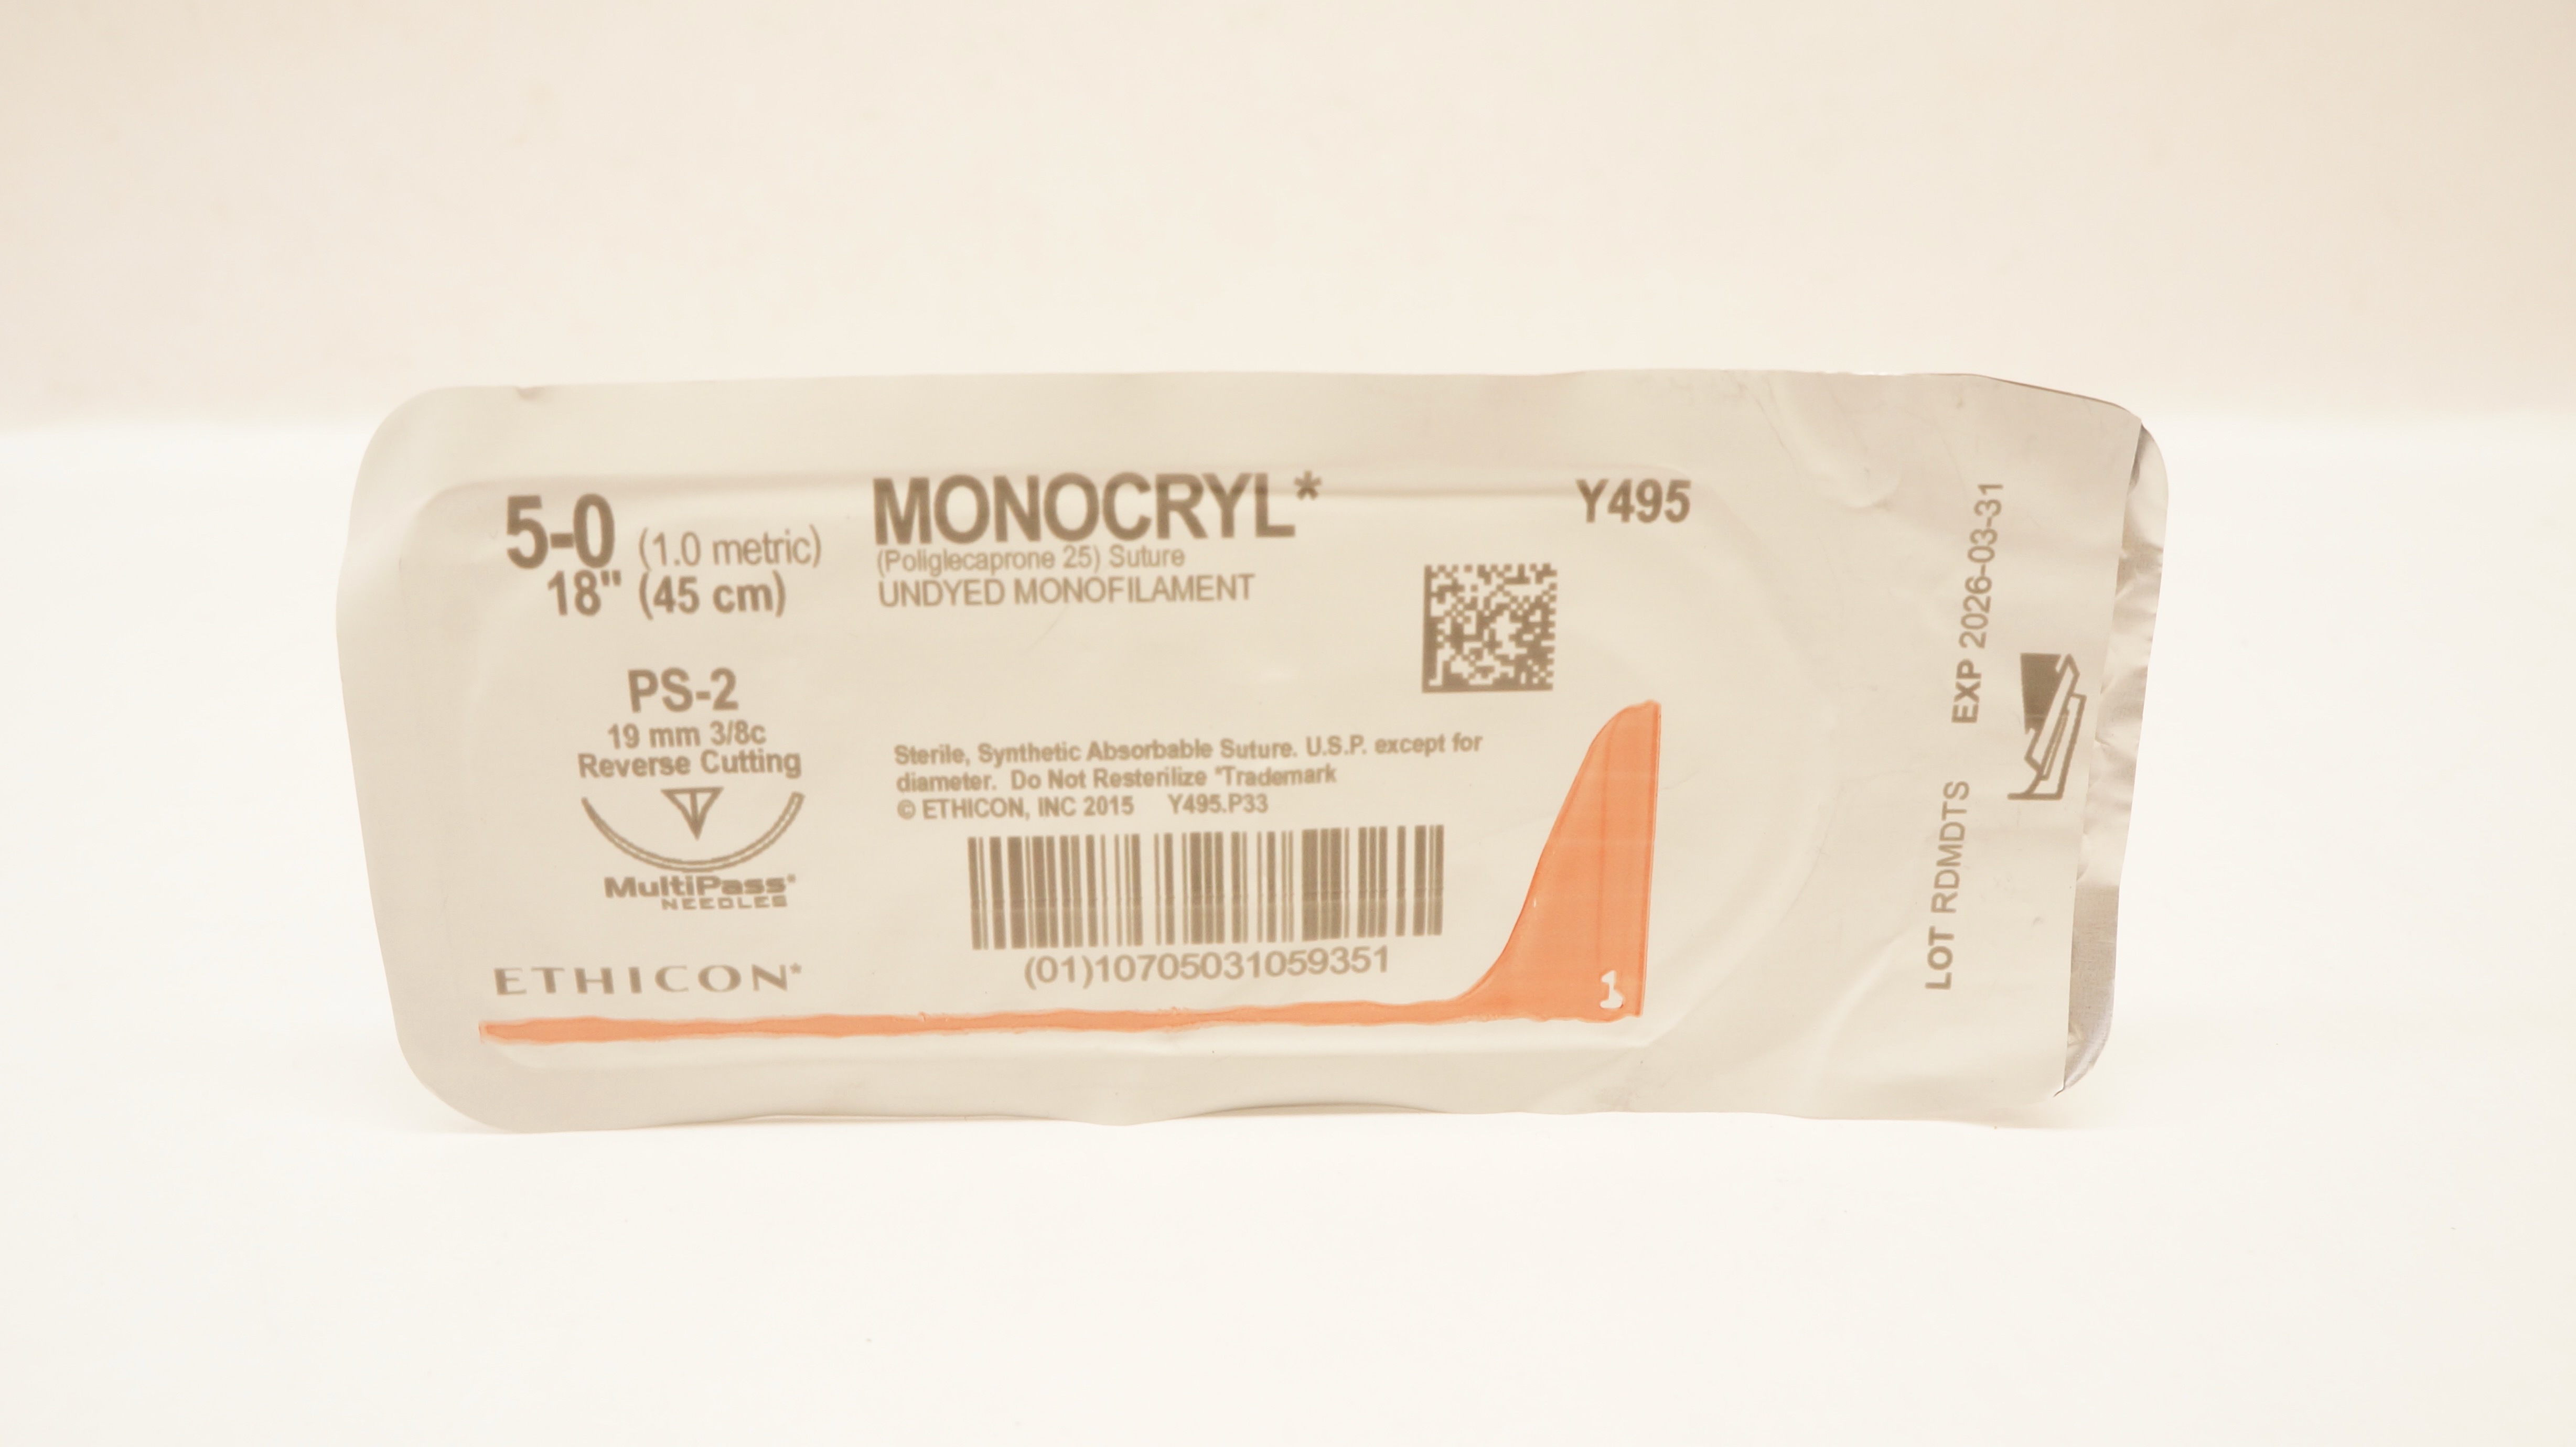 5-0 (1.0 metric)
18" (45 cm)
MONOCRYL*
(Poliglecaprone 25) Suture
UNDYED MONOFILAMENT
Y495
PS-2
19 mm 3/8c
Reverse Cutting
MultiPass*
NEEDLES
ETHICON*
Sterile, Synthetic Absorbable Suture. U.S.P. except for
diameter. Do Not Resterilize *Trademark
© ETHICON, INC 2015 Y495.P33
(01)10705031059351
1
LOT RDMDTS EXP 2026-03-31